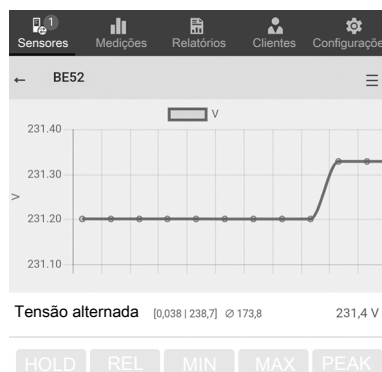 1
Sensores Medições Relatórios Clientes Configuraçõe
← BE52
V
231.40
231.30
V
231.20
231.10
Tensão alternada [0,038 | 238,7] ∅ 173,8 231,4 V
HOLD REL MIN MAX PEAK